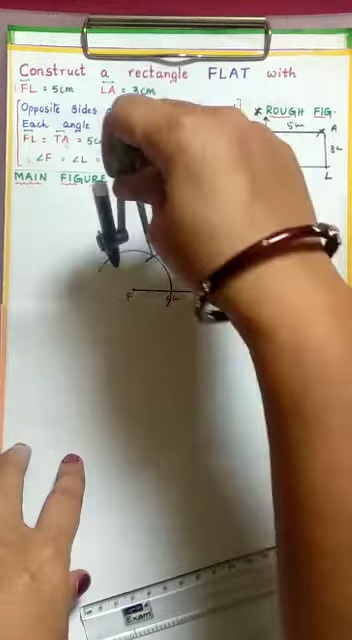 Construct a rectangle FLAT with
FL = 5cm LA = 3cm
Opposite sides
* ROUGH FIG.
Each angle
5cm A
FL = TA = 5c
3c
∠F = ∠L =
L
MAIN FIGURE
F 5c
Exam